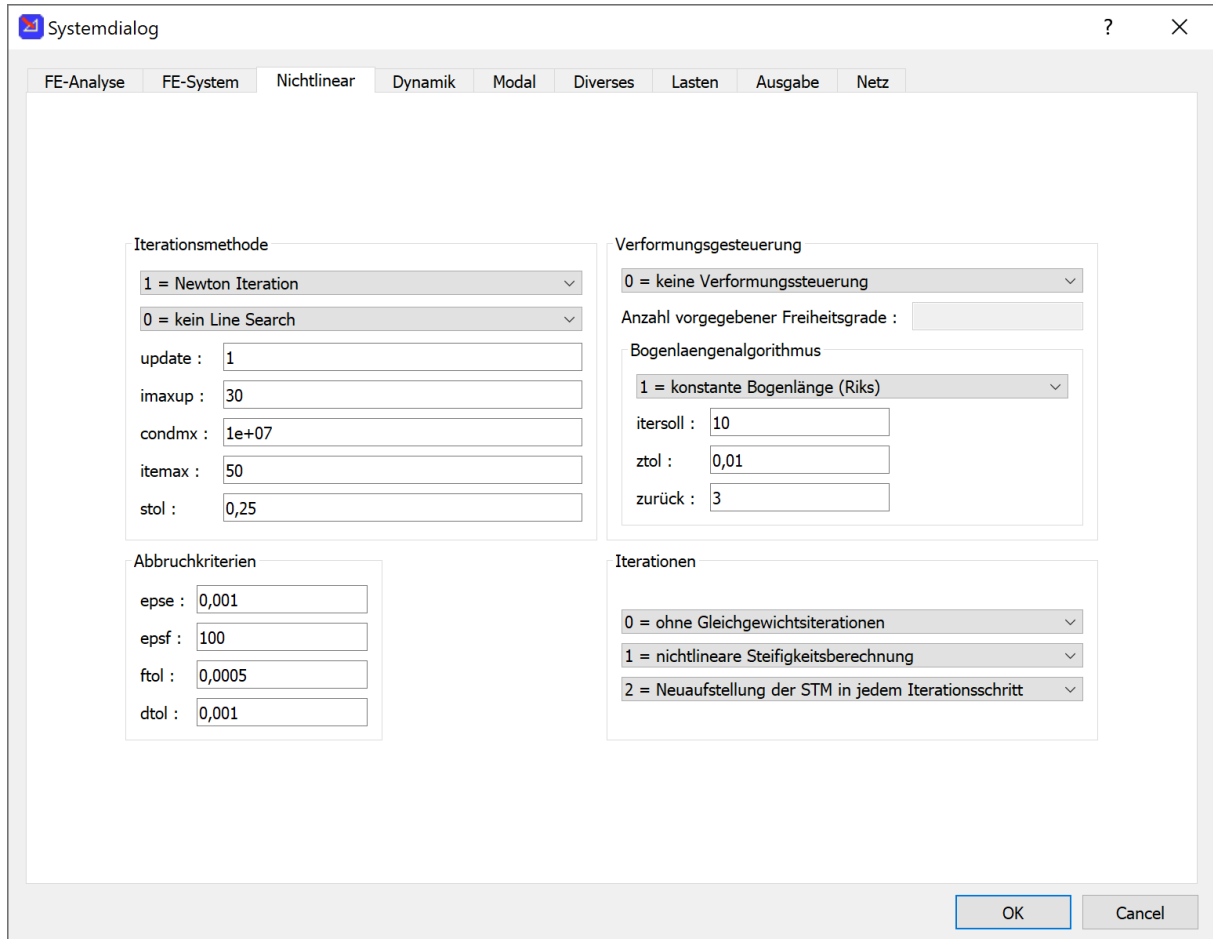 Systemdialog
?
FE-Analyse FE-System Nichtlinear Dynamik Modal Diverses Lasten Ausgabe Netz
Iterationsmethode
1 = Newton Iteration
0 = kein Line Search
update : 1
imaxup : 30
condmx : 1e+07
itemax : 50
stol : 0,25
Verformungsgesteuerung
0 = keine Verformungssteuerung
Anzahl vorgegebener Freiheitsgrade :
Bogenlaengenalgorithmus
1 = konstante Bogenlänge (Riks)
itersoll : 10
ztol : 0,01
zurück : 3
Abbruchkriterien
epse : 0,001
epsf : 100
ftol : 0,0005
dtol : 0,001
Iterationen
0 = ohne Gleichgewichtsiterationen
1 = nichtlineare Steifigkeitsberechnung
2 = Neuaufstellung der STM in jedem Iterationsschritt
OK Cancel